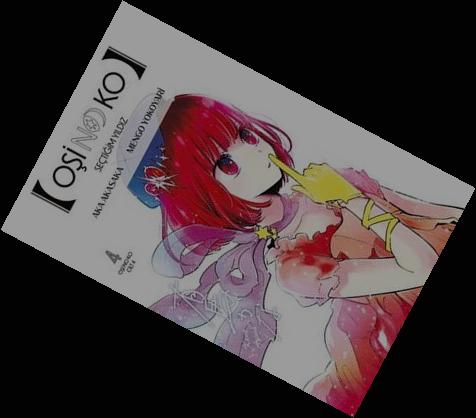 【OŞİ NO KO】
SEÇTİĞİM YILDIZ
AKA AKASAKA × MENGO YOKOYARI
4